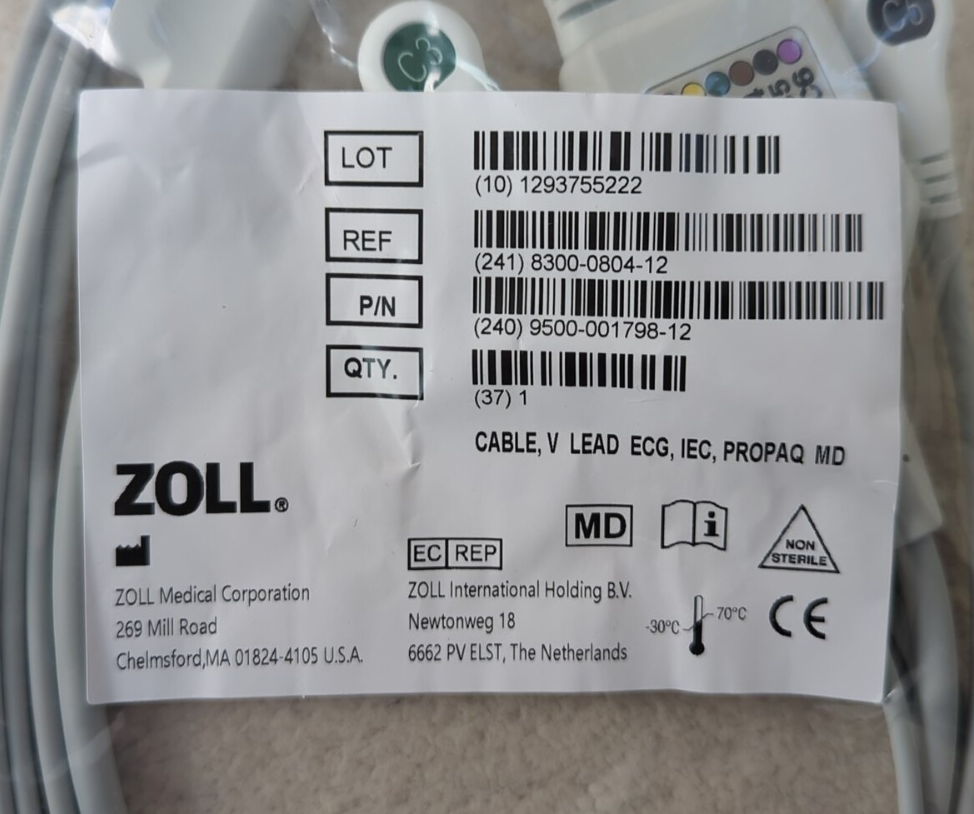 C3
C5
C6
LOT
(10) 1293755222
REF
(241) 8300-0804-12
P/N
(240) 9500-001798-12
QTY.
(37) 1
CABLE, V LEAD ECG, IEC, PROPAQ MD
ZOLL®
MD
i
NON
STERILE
EC REP
ZOLL Medical Corporation
269 Mill Road
Chelmsford,MA 01824-4105 U.S.A.
ZOLL International Holding B.V.
Newtonweg 18
6662 PV ELST, The Netherlands
-30°C
70°C
CE